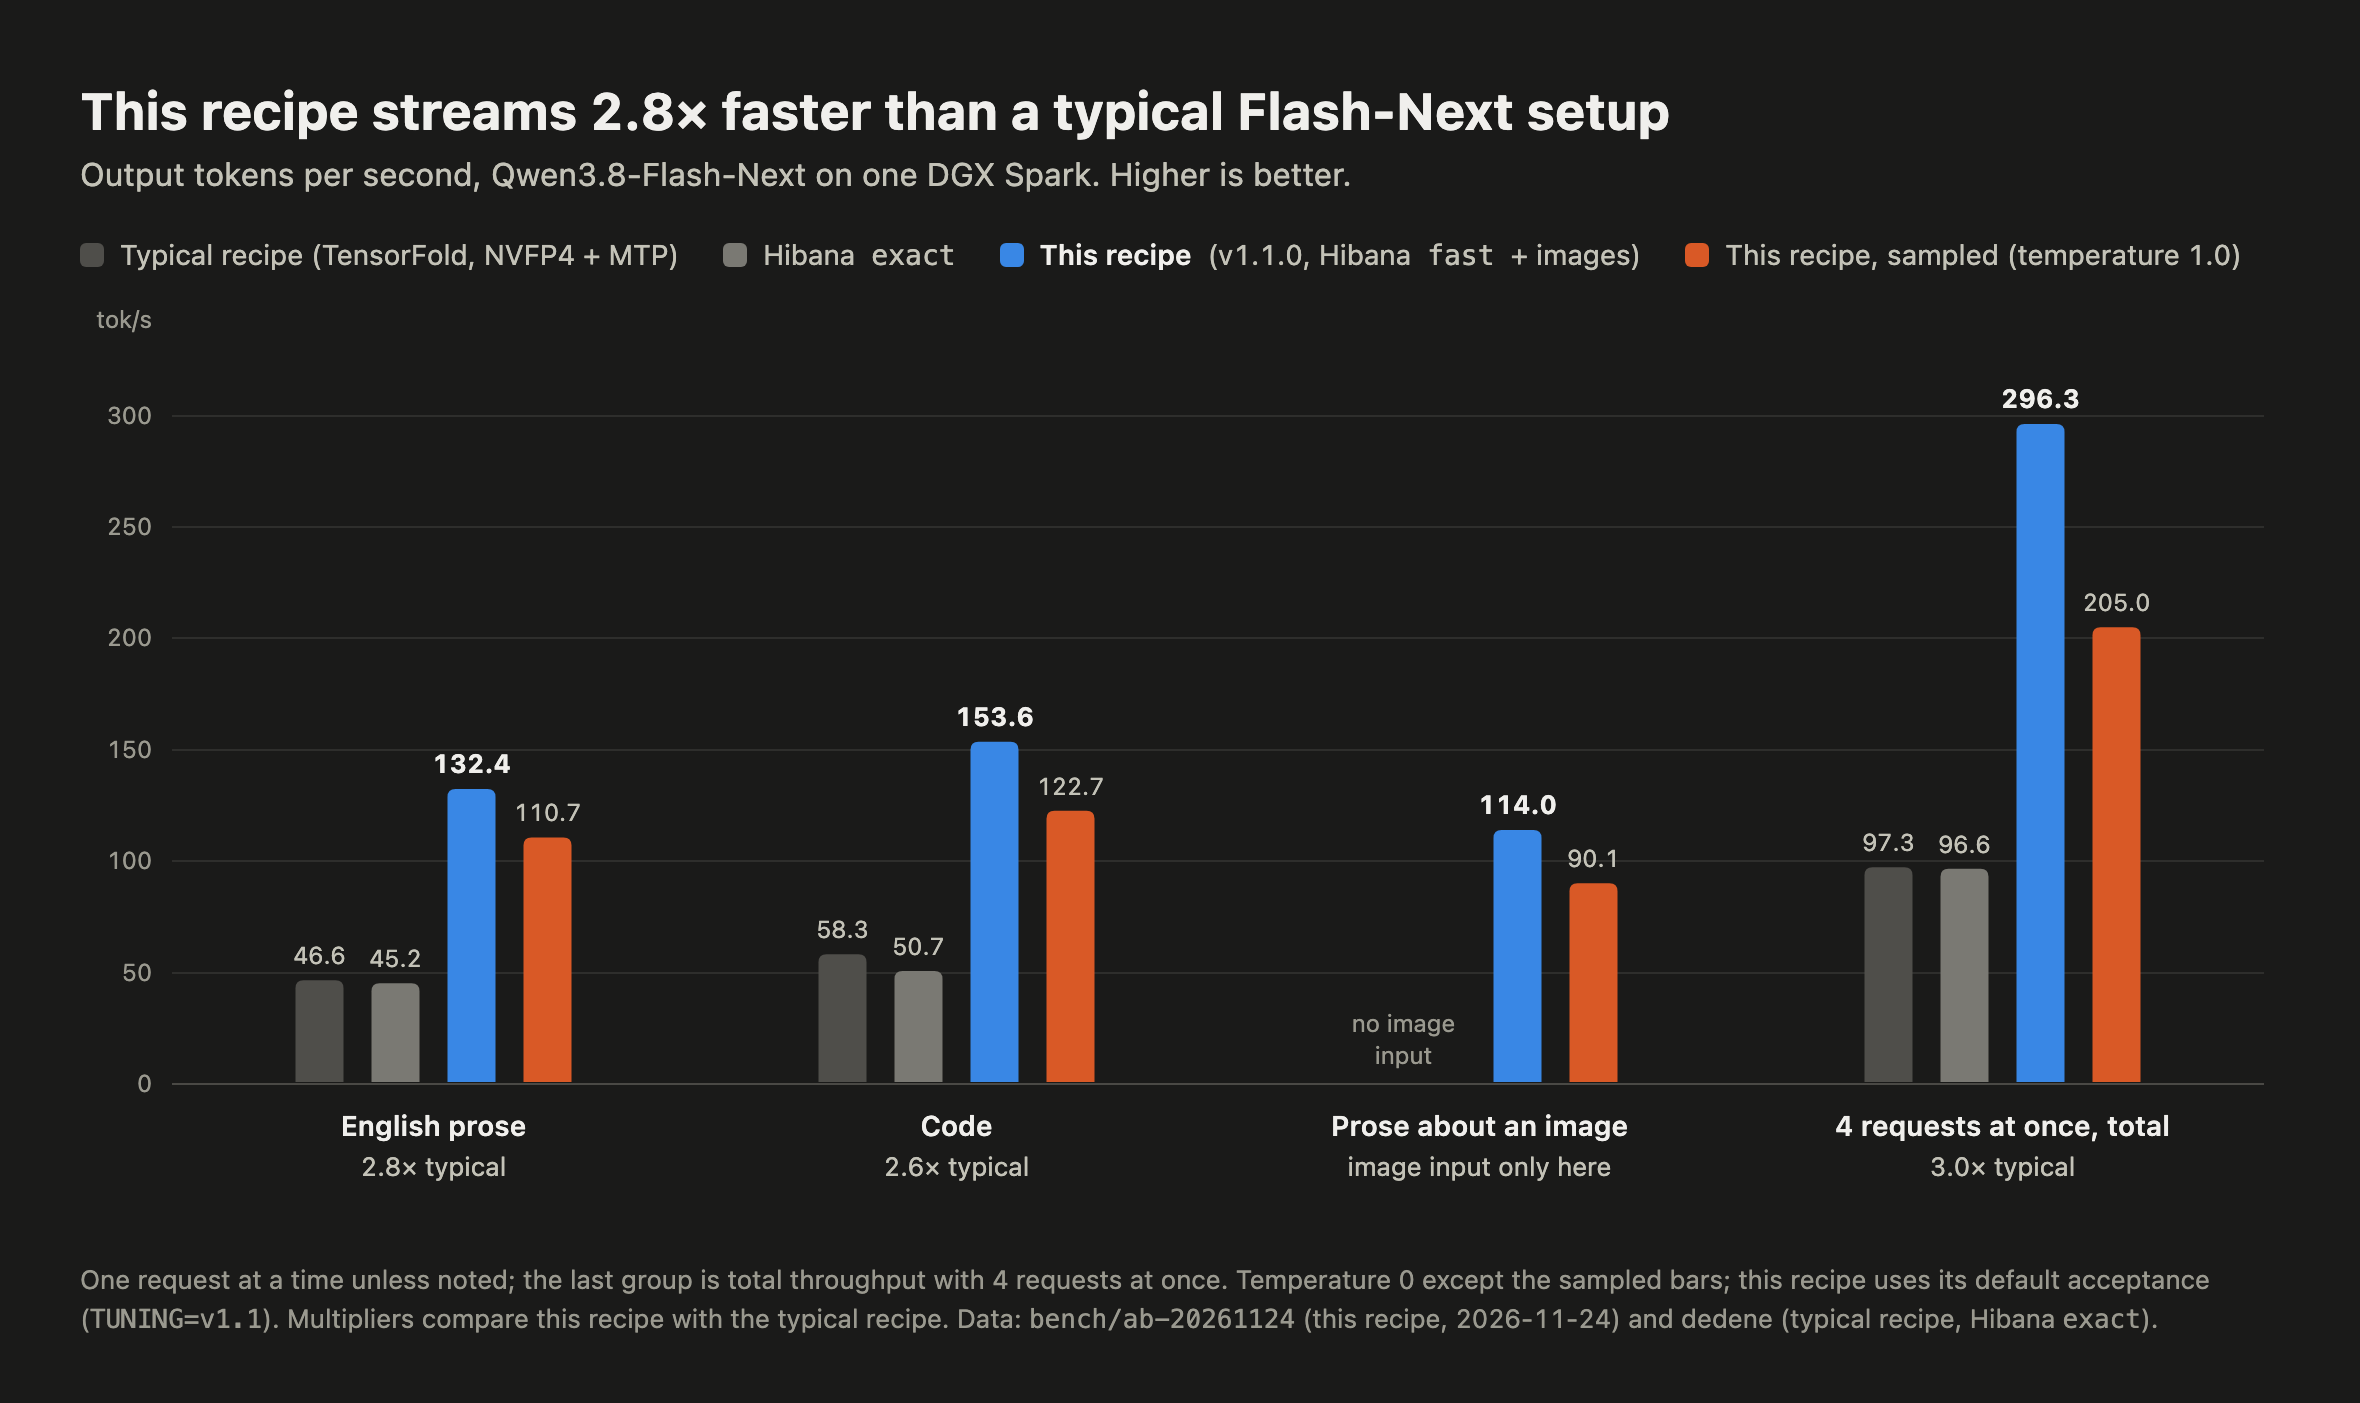 This recipe streams 2.8× faster than a typical Flash-Next setup
Output tokens per second, Qwen3.8-Flash-Next on one DGX Spark. Higher is better.
Typical recipe (TensorFold, NVFP4 + MTP)
Hibana exact
This recipe (v1.1.0, Hibana fast + images)
This recipe, sampled (temperature 1.0)
tok/s
300
250
200
150
100
50
0
46.6
45.2
132.4
110.7
58.3
50.7
153.6
122.7
no image
input
114.0
90.1
97.3
96.6
296.3
205.0
English prose
2.8× typical
Code
2.6× typical
Prose about an image
image input only here
4 requests at once, total
3.0× typical
One request at a time unless noted; the last group is total throughput with 4 requests at once. Temperature 0 except the sampled bars; this recipe uses its default acceptance
(TUNING=v1.1). Multipliers compare this recipe with the typical recipe. Data: bench/ab-20261124 (this recipe, 2026-11-24) and dedene (typical recipe, Hibana exact).